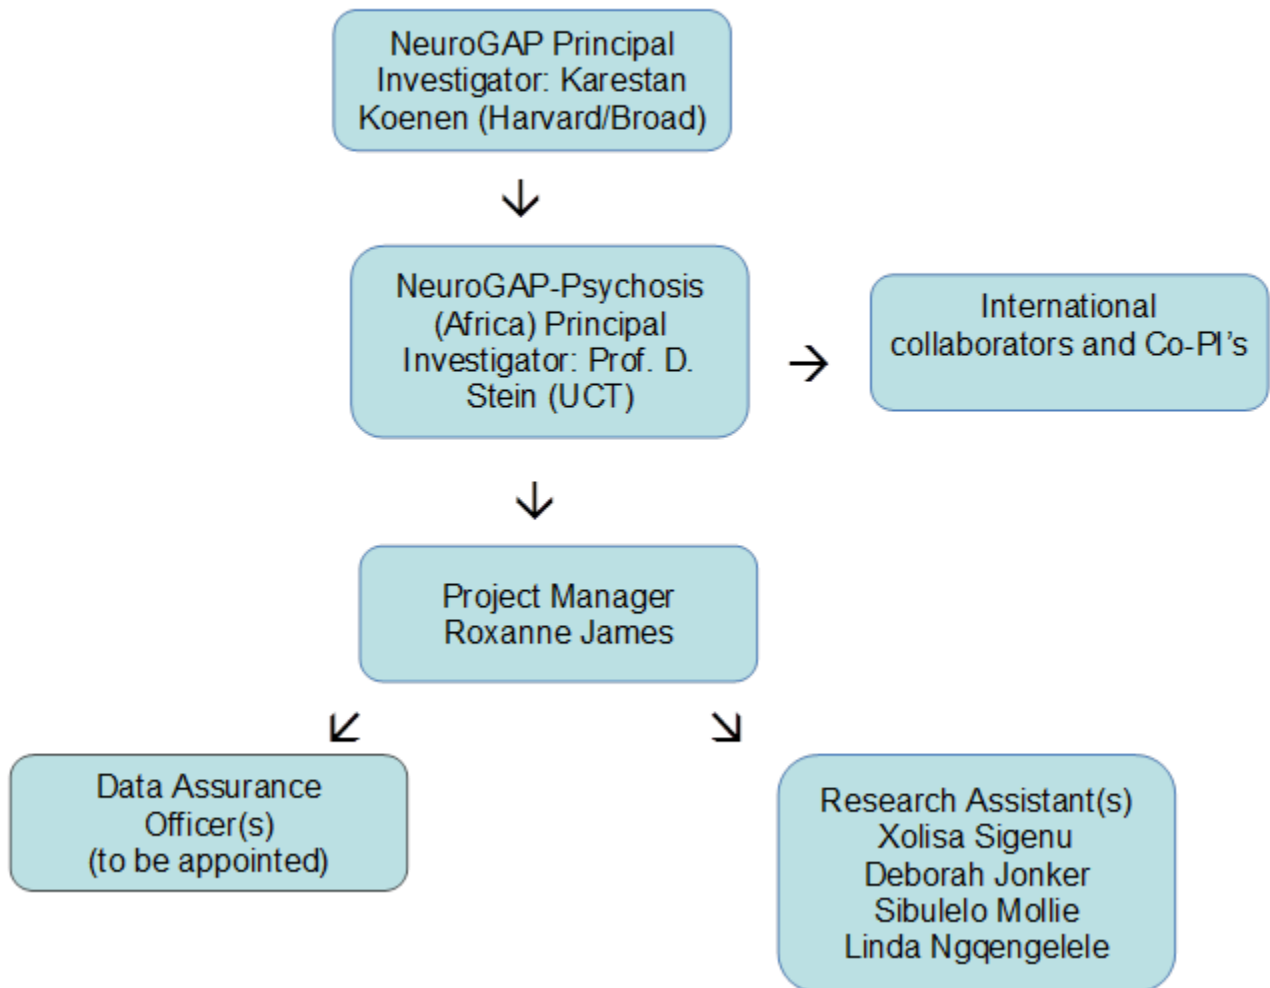 NeuroGAP Principal
Investigator: Karestan
Koenen (Harvard/Broad)
NeuroGAP-Psychosis
(Africa) Principal
Investigator: Prof. D.
Stein (UCT)
International
collaborators and Co-PI’s
Project Manager
Roxanne James
Data Assurance
Officer(s)
(to be appointed)
Research Assistant(s)
Xolisa Sigenu
Deborah Jonker
Sibulelo Mollie
Linda Ngqengelele